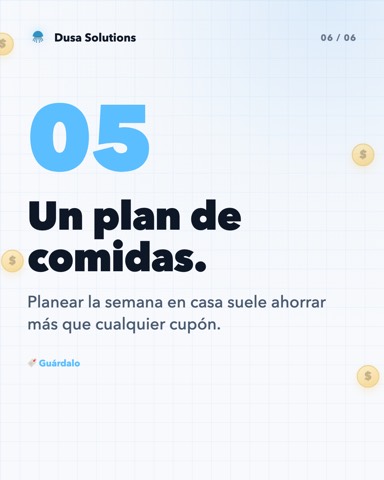 Dusa Solutions
06 / 06
05
Un plan de
comidas.
Planear la semana en casa suele ahorrar
más que cualquier cupón.
Guárdalo
$
$
$
$